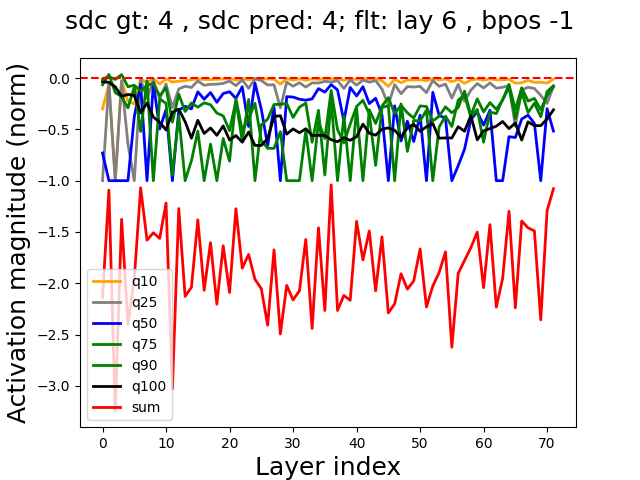 sdc gt: 4 , sdc pred: 4; flt: lay 6 , bpos -1
Activation magnitude (norm)
0.0
−0.5
−1.0
−1.5
−2.0
−2.5
−3.0
q10
q25
q50
q75
q90
q100
sum
0 10 20 30 40 50 60 70
Layer index